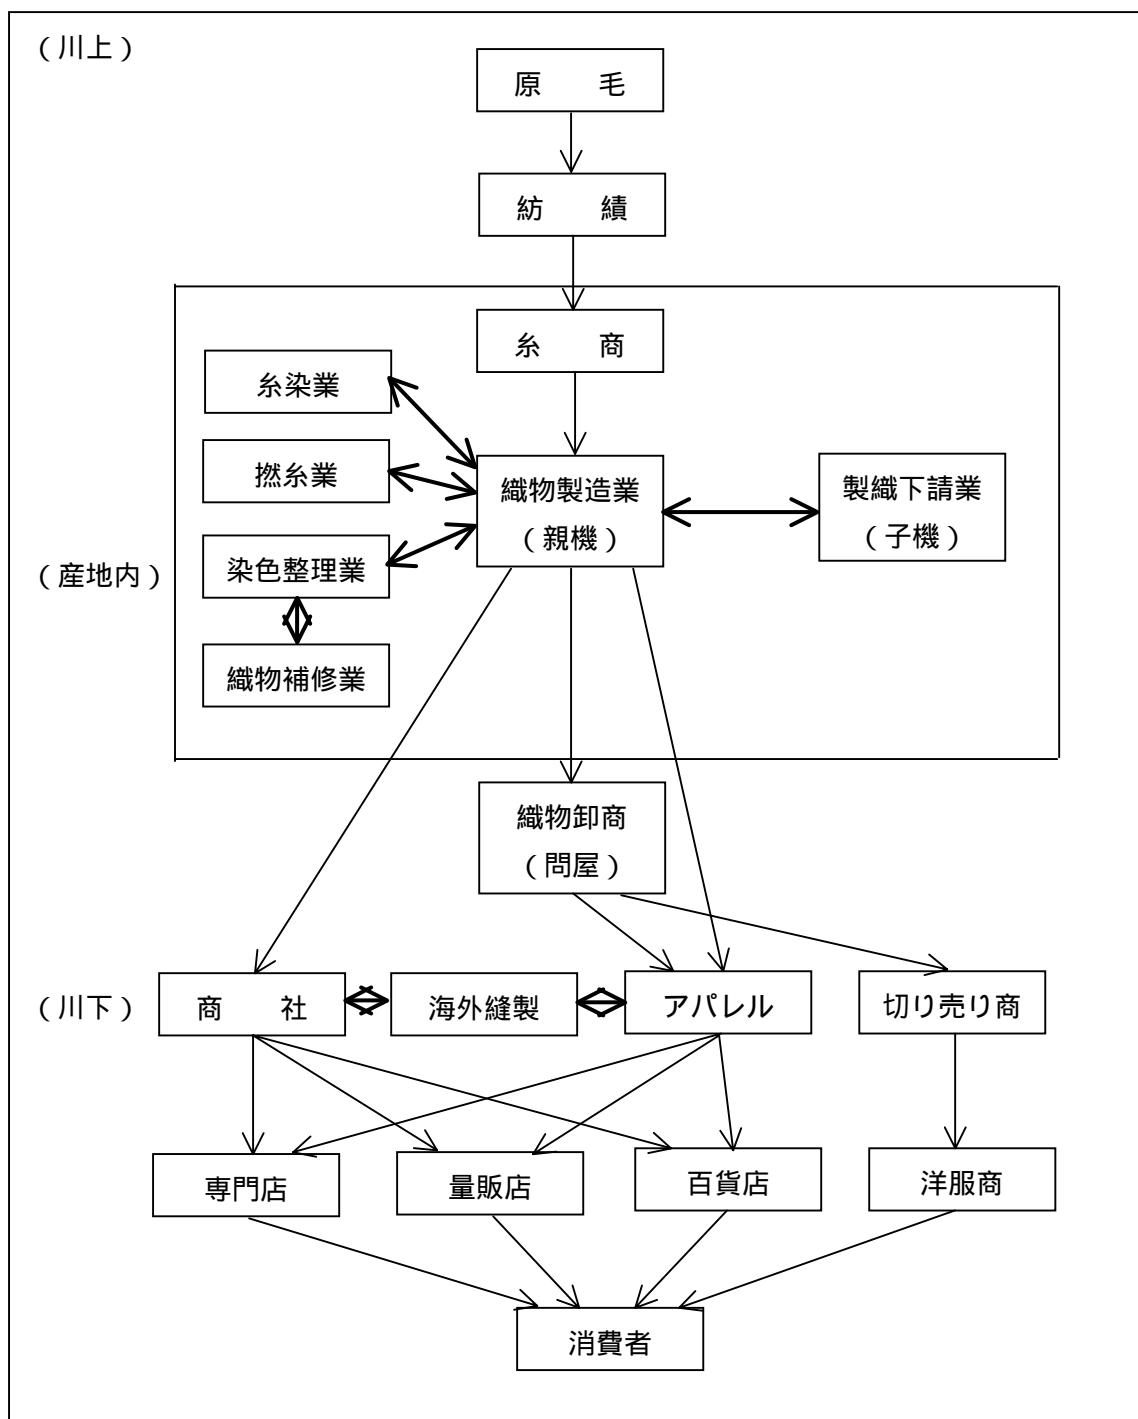 （川上）
原　　毛
紡　　績
糸　　商
糸染業
撚糸業
織物製造業
（親機）
製織下請業
（子機）
染色整理業
（産地内）
織物補修業
織物卸商
（問屋）
（川下）
商　　社
海外縫製
アパレル
切り売り商
専門店
量販店
百貨店
洋服商
消費者